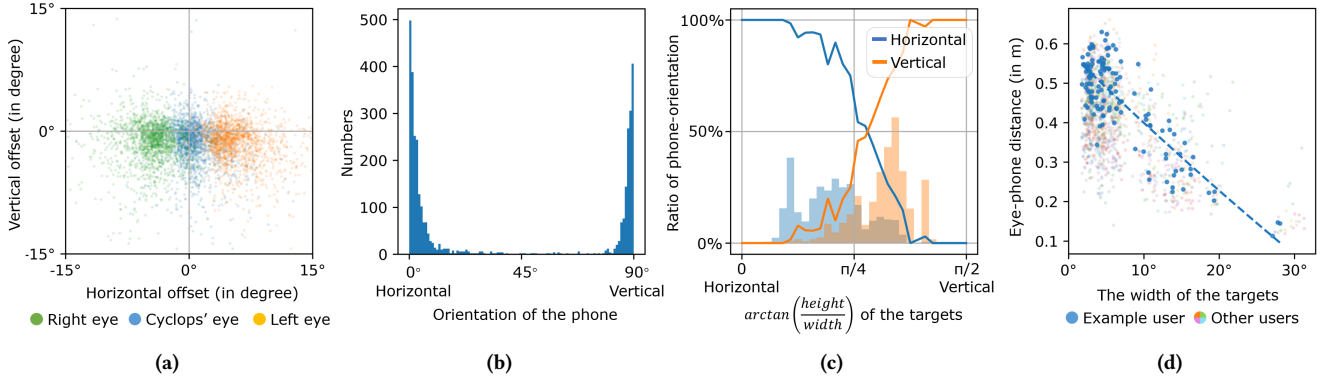 Vertical offset (in degree)
15°
0°
-15°
-15°
0°
15°
Horizontal offset (in degree)
Right eye
Cyclops’ eye
Left eye
(a)
Numbers
500
400
300
200
100
0
0°
45°
90°
Horizontal
Vertical
Orientation of the phone
(b)
Ratio of phone-orientation
100%
50%
0%
Horizontal
Vertical
0
π/4
π/2
Horizontal
Vertical
arctan(height/width) of the targets
(c)
Eye-phone distance (in m)
0.6
0.5
0.4
0.3
0.2
0.1
0°
10°
20°
30°
The width of the targets
Example user
Other users
(d)